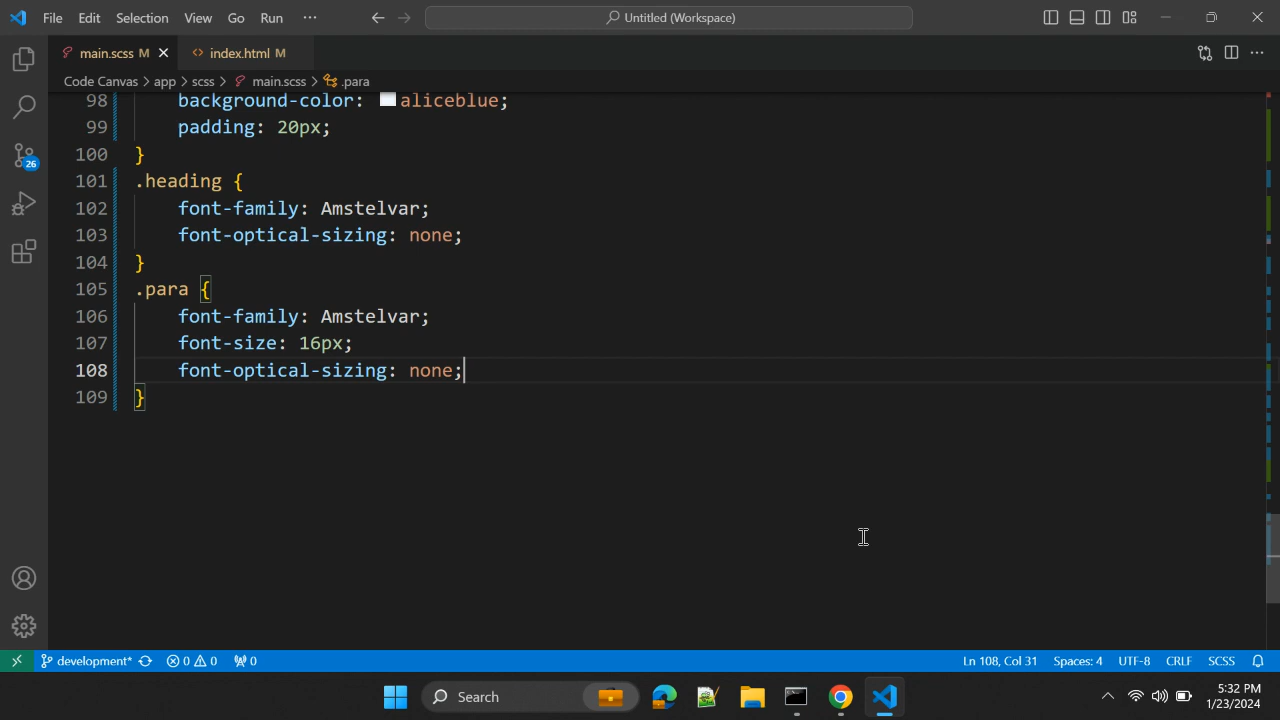 File Edit Selection View Go Run ··· Untitled (Workspace)
main.scss M index.html M
Code Canvas > app > scss > main.scss > .para
98 background-color: aliceblue;
99 padding: 20px;
100 }
101 .heading {
102 font-family: Amstelvar;
103 font-optical-sizing: none;
104 }
105 .para {
106 font-family: Amstelvar;
107 font-size: 16px;
108 font-optical-sizing: none;
109 }
26
development* 0 0 0 Ln 108, Col 31 Spaces: 4 UTF-8 CRLF SCSS
Search
5:32 PM
1/23/2024